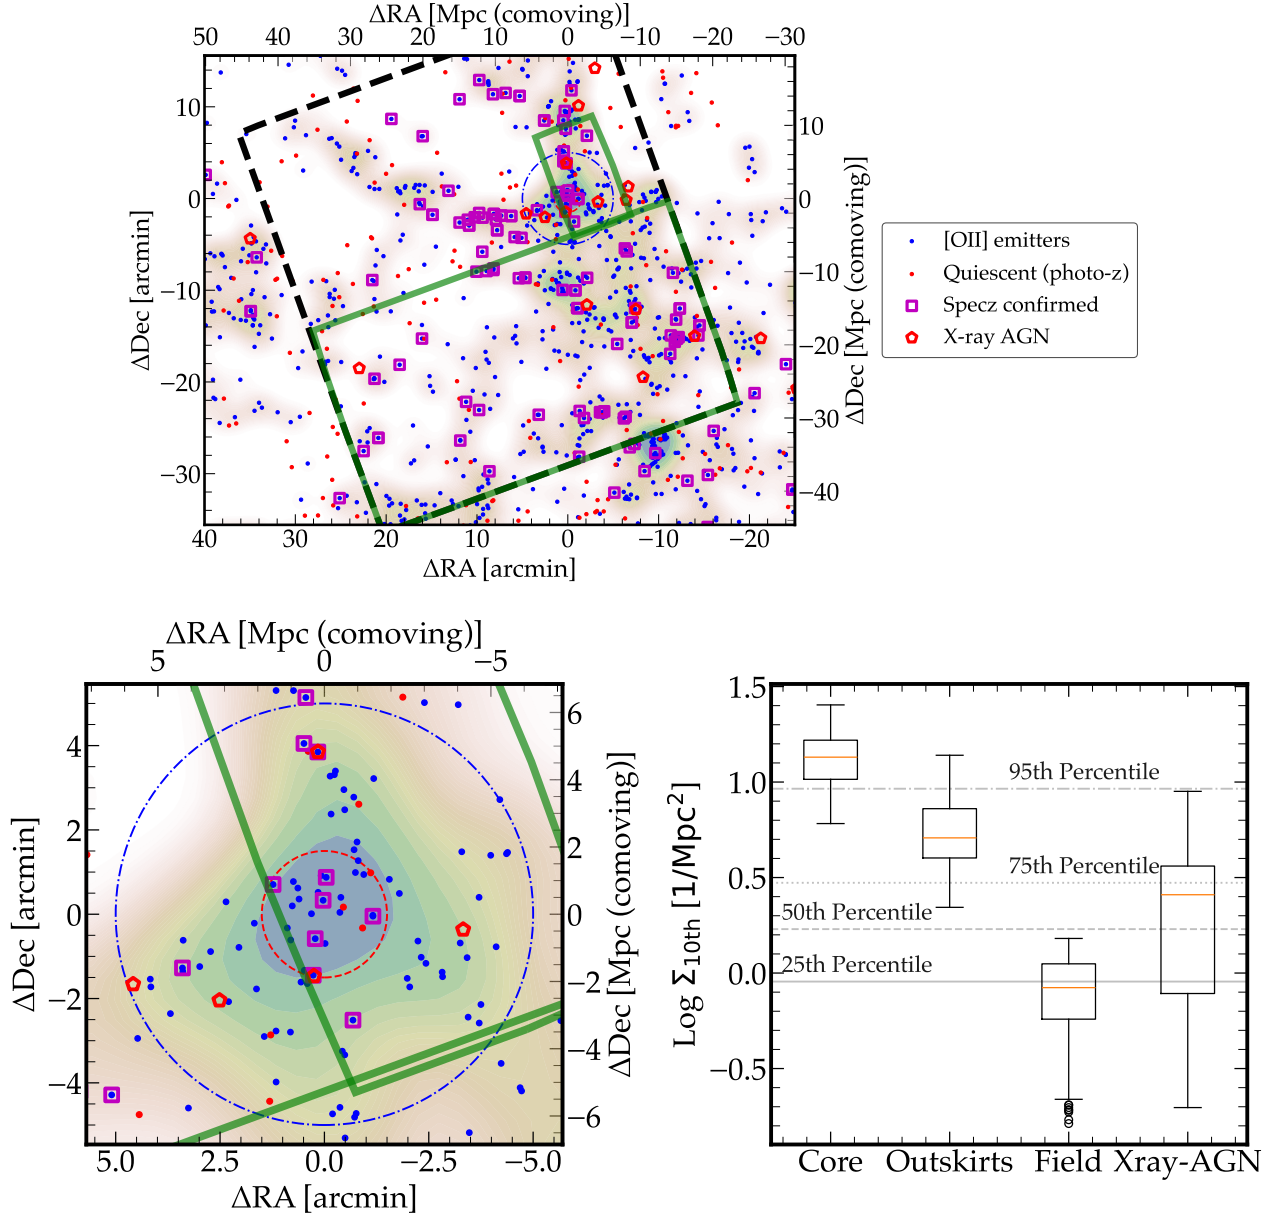 ΔRA [Mpc (comoving)]
50 40 30 20 10 0 −10 −20 −30
10
0
−10
−20
−30
ΔDec [arcmin]
10
0
−10
−20
−30
−40
ΔDec [Mpc (comoving)]
40 30 20 10 0 −10 −20
ΔRA [arcmin]
[OII] emitters
Quiescent (photo-z)
Specz confirmed
X-ray AGN
ΔRA [Mpc (comoving)]
5 0 −5
4
2
0
−2
−4
ΔDec [arcmin]
6
4
2
0
−2
−4
−6
ΔDec [Mpc (comoving)]
5.0 2.5 0.0 −2.5 −5.0
ΔRA [arcmin]
1.5
1.0
0.5
0.0
−0.5
Log Σ10th [1/Mpc²]
95th Percentile
75th Percentile
50th Percentile
25th Percentile
Core Outskirts Field Xray-AGN